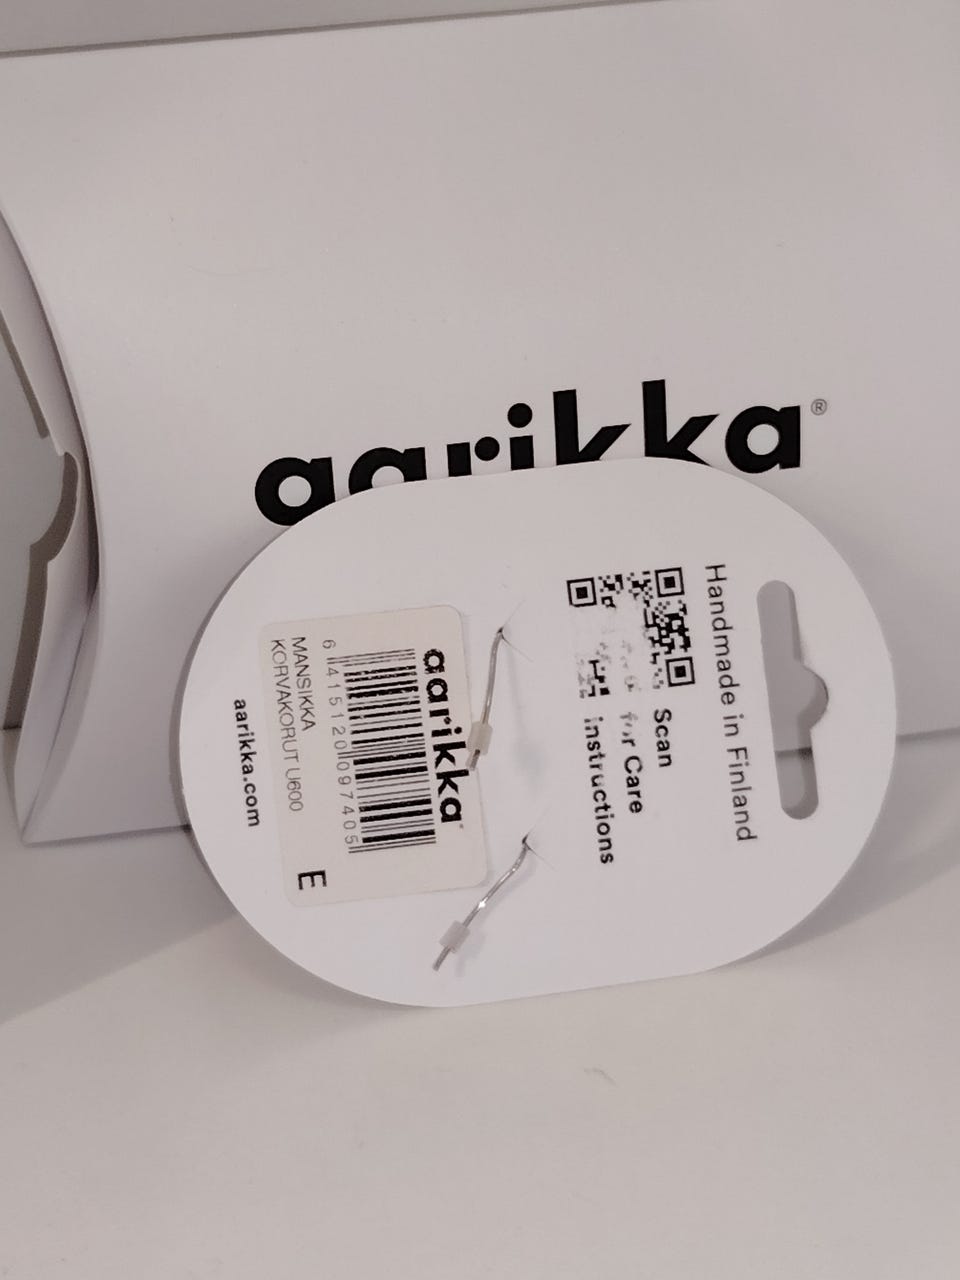 aarikka®
Handmade in Finland
Scan
for Care
instructions
aarikka
6 415120 097405
MANSIKKA
KORVAKORUT U600
E
aarikka.com